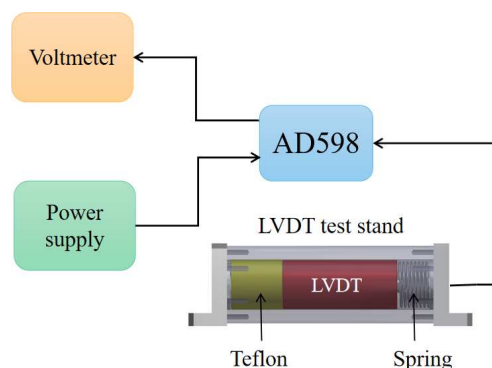 Voltmeter
AD598
Power
supply
LVDT test stand
LVDT
Teflon
Spring